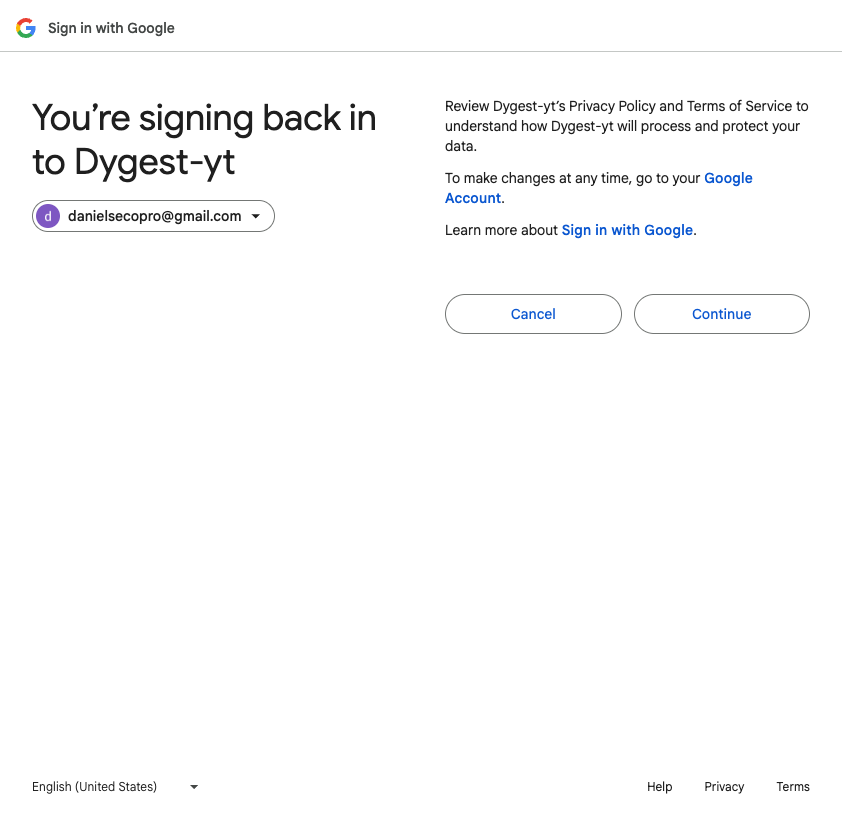 Sign in with Google
You’re signing back in
to Dygest-yt
d danielsecopro@gmail.com
Review Dygest-yt’s Privacy Policy and Terms of Service to
understand how Dygest-yt will process and protect your
data.
To make changes at any time, go to your Google
Account.
Learn more about Sign in with Google.
Cancel Continue
English (United States) Help Privacy Terms